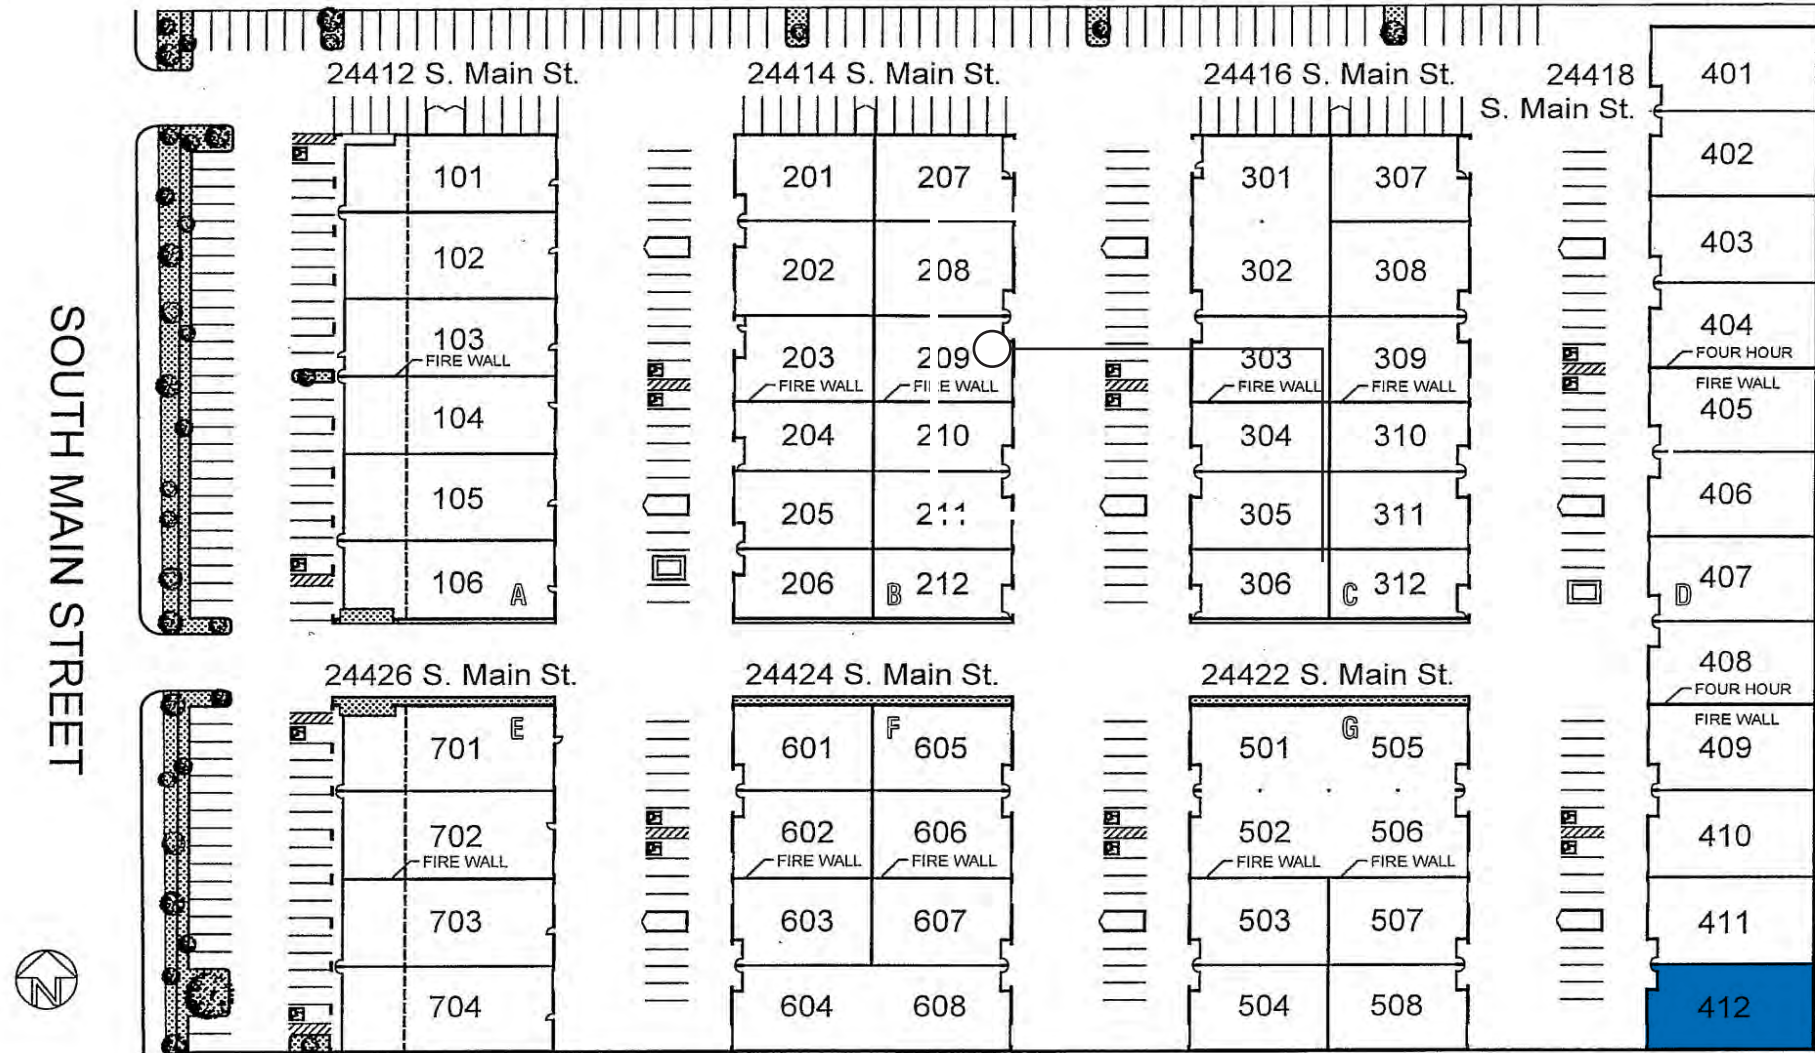 24412 S. Main St.
24414 S. Main St.
24416 S. Main St.
24418
S. Main St.
401
402
403
404
FOUR HOUR
FIRE WALL
405
406
407
D
408
FOUR HOUR
FIRE WALL
409
410
411
412
101
102
103
FIRE WALL
104
105
106
A
201
207
202
208
203
209
FIRE WALL
FIRE WALL
204
210
205
211
206
B
212
301
307
302
308
303
309
FIRE WALL
FIRE WALL
304
310
305
311
306
C
312
SOUTH MAIN STREET
24426 S. Main St.
24424 S. Main St.
24422 S. Main St.
701
E
702
FIRE WALL
703
704
601
F
605
602
606
FIRE WALL
FIRE WALL
603
607
604
608
501
G
505
502
506
FIRE WALL
FIRE WALL
503
507
504
508
N